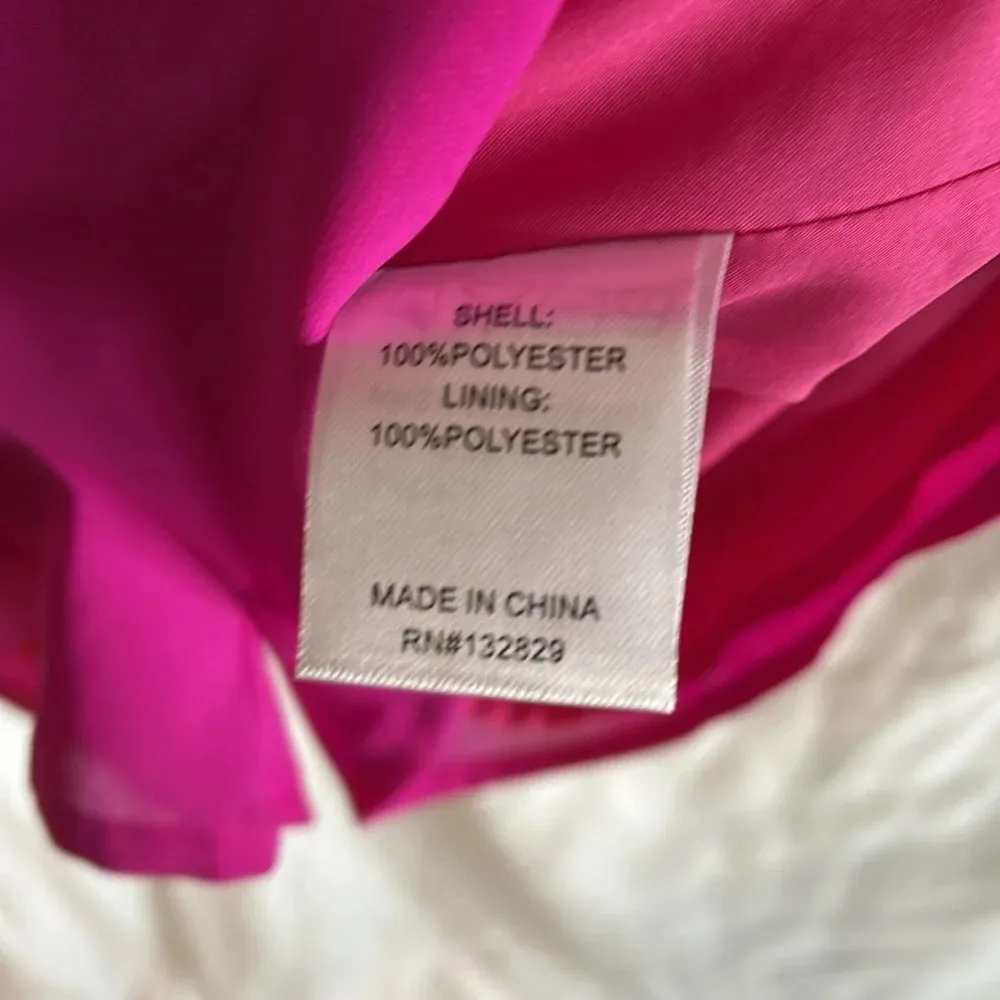 SHELL:
100%POLYESTER
LINING:
100%POLYESTER
MADE IN CHINA
RN#132829